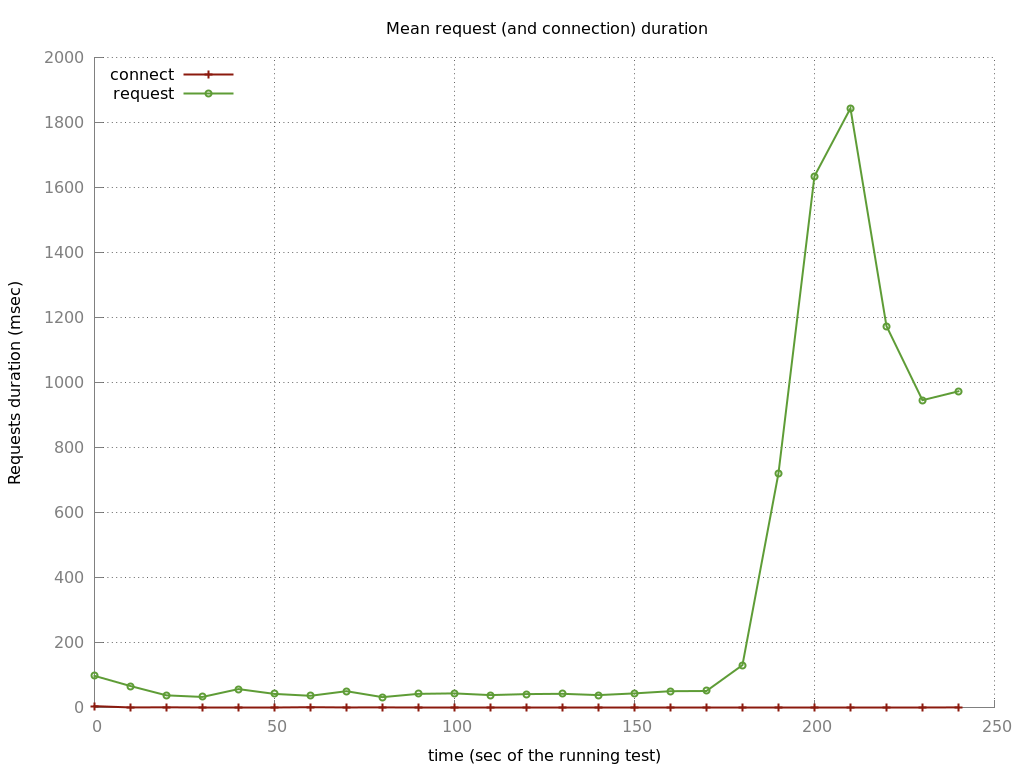 Mean request (and connection) duration
2000
connect
request
1800
1600
1400
1200
1000
800
600
400
200
0
Requests duration (msec)
0 50 100 150 200 250
time (sec of the running test)